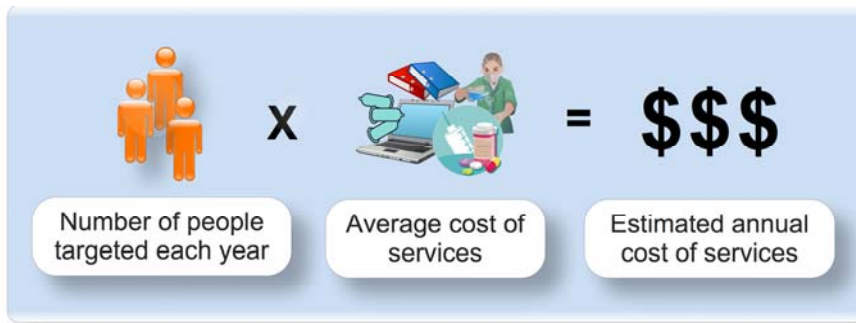 X
=
$$$
Number of people
targeted each year
Average cost of
services
Estimated annual
cost of services